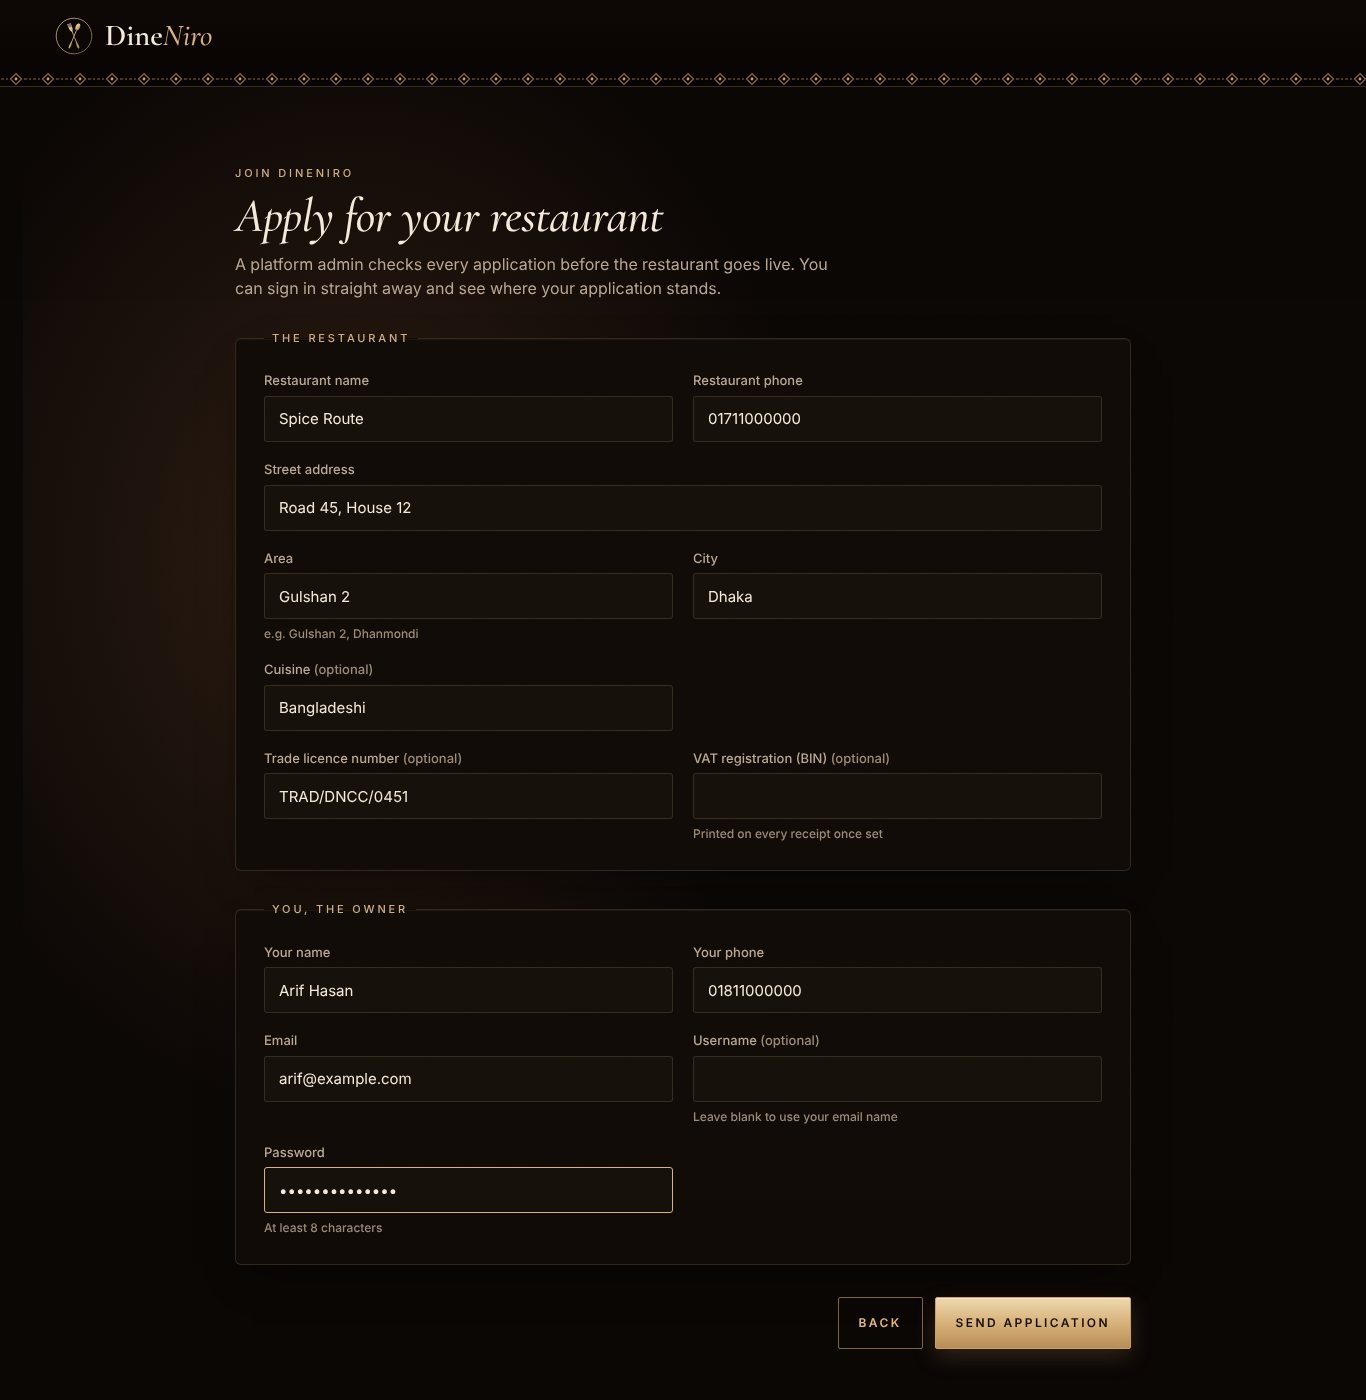 DineNiro
JOIN DINENIRO
Apply for your restaurant
A platform admin checks every application before the restaurant goes live. You
can sign in straight away and see where your application stands.
THE RESTAURANT
Restaurant name
Spice Route
Restaurant phone
01711000000
Street address
Road 45, House 12
Area
Gulshan 2
e.g. Gulshan 2, Dhanmondi
City
Dhaka
Cuisine (optional)
Bangladeshi
Trade licence number (optional)
TRAD/DNCC/0451
VAT registration (BIN) (optional)
Printed on every receipt once set
YOU, THE OWNER
Your name
Arif Hasan
Your phone
01811000000
Email
arif@example.com
Username (optional)
Leave blank to use your email name
Password
••••••••••••••
At least 8 characters
BACK
SEND APPLICATION